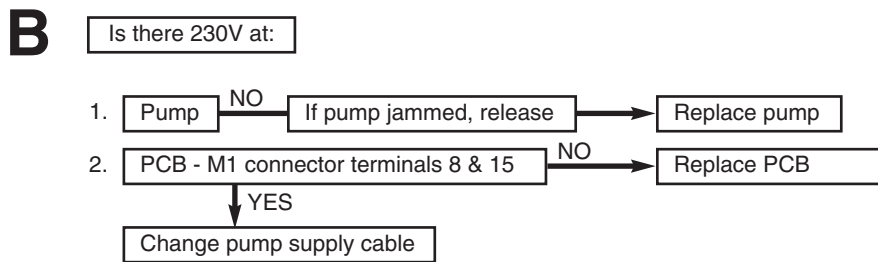 B Is there 230V at:
1. Pump NO If pump jammed, release Replace pump
2. PCB - M1 connector terminals 8 & 15 NO Replace PCB
YES
Change pump supply cable